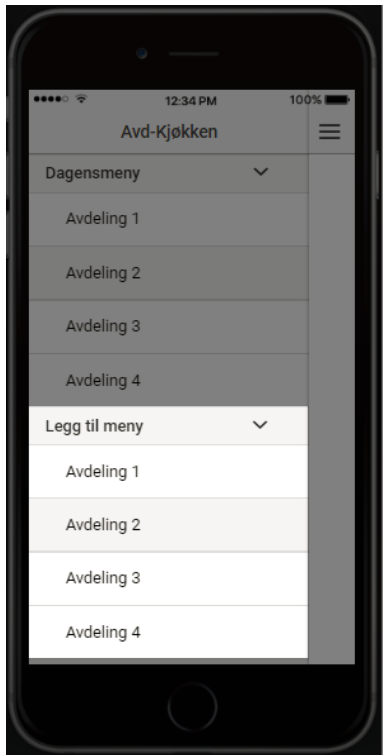 12:34 PM 100%
Avd-Kjøkken
Dagensmeny
Avdeling 1
Avdeling 2
Avdeling 3
Avdeling 4
Legg til meny
Avdeling 1
Avdeling 2
Avdeling 3
Avdeling 4